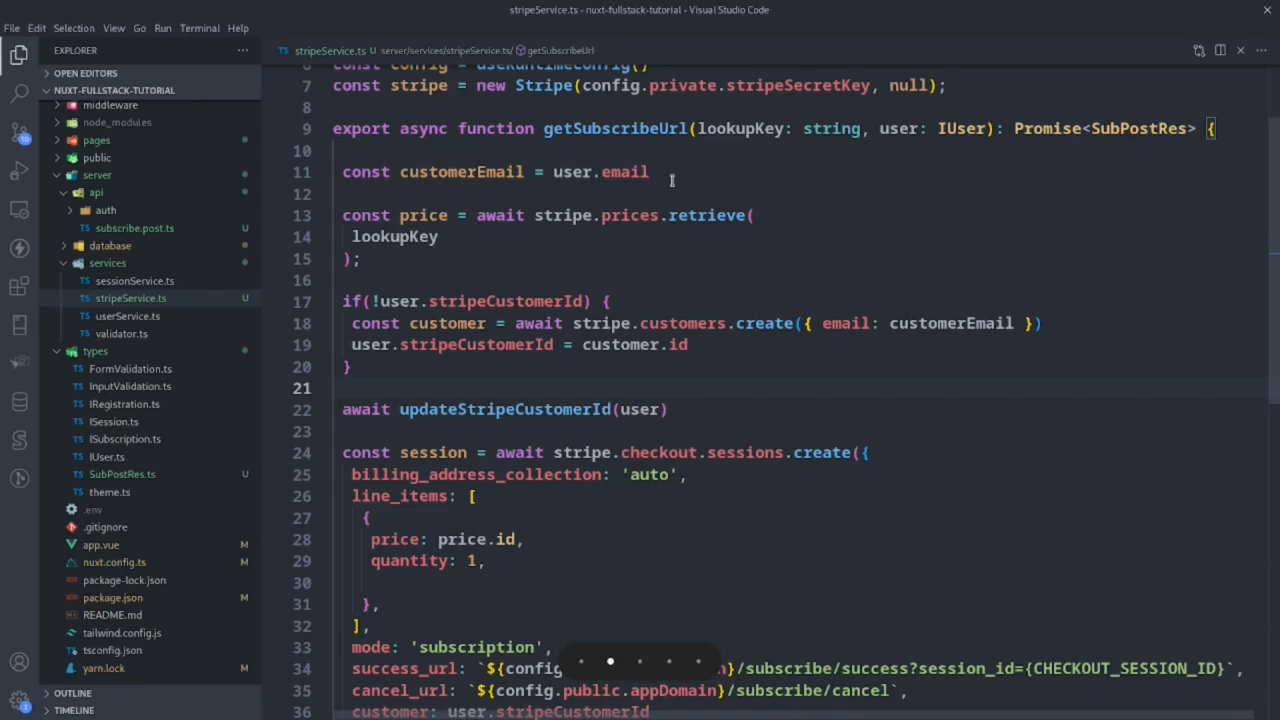 stripeService.ts - nuxt-fullstack-tutorial - Visual Studio Code
File Edit Selection View Go Run Terminal Help
EXPLORER
OPEN EDITORS
NUXT-FULLSTACK-TUTORIAL
middleware
node_modules
pages
public
server
api
auth
subscribe.post.ts U
database
services
sessionService.ts
stripeService.ts U
userService.ts
validator.ts
types
FormValidation.ts
InputValidation.ts
IRegistration.ts
ISession.ts
ISubscription.ts
IUser.ts
SubPostRes.ts U
theme.ts
.env
.gitignore
app.vue M
nuxt.config.ts M
package-lock.json
package.json M
README.md
tailwind.config.js
tsconfig.json
yarn.lock M
OUTLINE
TIMELINE
stripeService.ts U server/services/stripeService.ts/ getSubscribeUrl
6 const config = useRuntimeConfig()
7 const stripe = new Stripe(config.private.stripeSecretKey, null);
8
9 export async function getSubscribeUrl(lookupKey: string, user: IUser): Promise<SubPostRes> {
10
11 const customerEmail = user.email
12
13 const price = await stripe.prices.retrieve(
14 lookupKey
15 );
16
17 if(!user.stripeCustomerId) {
18 const customer = await stripe.customers.create({ email: customerEmail })
19 user.stripeCustomerId = customer.id
20 }
21
22 await updateStripeCustomerId(user)
23
24 const session = await stripe.checkout.sessions.create({
25 billing_address_collection: 'auto',
26 line_items: [
27 {
28 price: price.id,
29 quantity: 1,
30
31 },
32 ],
33 mode: 'subscription',
34 success_url: `${config n}/subscribe/success?session_id={CHECKOUT_SESSION_ID}`,
35 cancel_url: `${config.public.appDomain}/subscribe/cancel`,
36 customer: user.stripeCustomerId